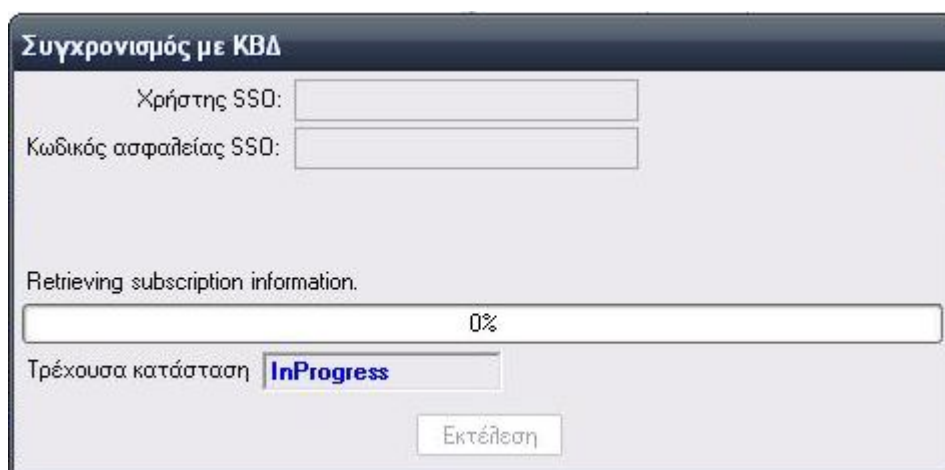 Συγχρονισμός με ΚΒΔ
Χρήστης SSO:
Κωδικός ασφαλείας SSO:
Retrieving subscription information.
0%
Τρέχουσα κατάσταση InProgress
Εκτέλεση